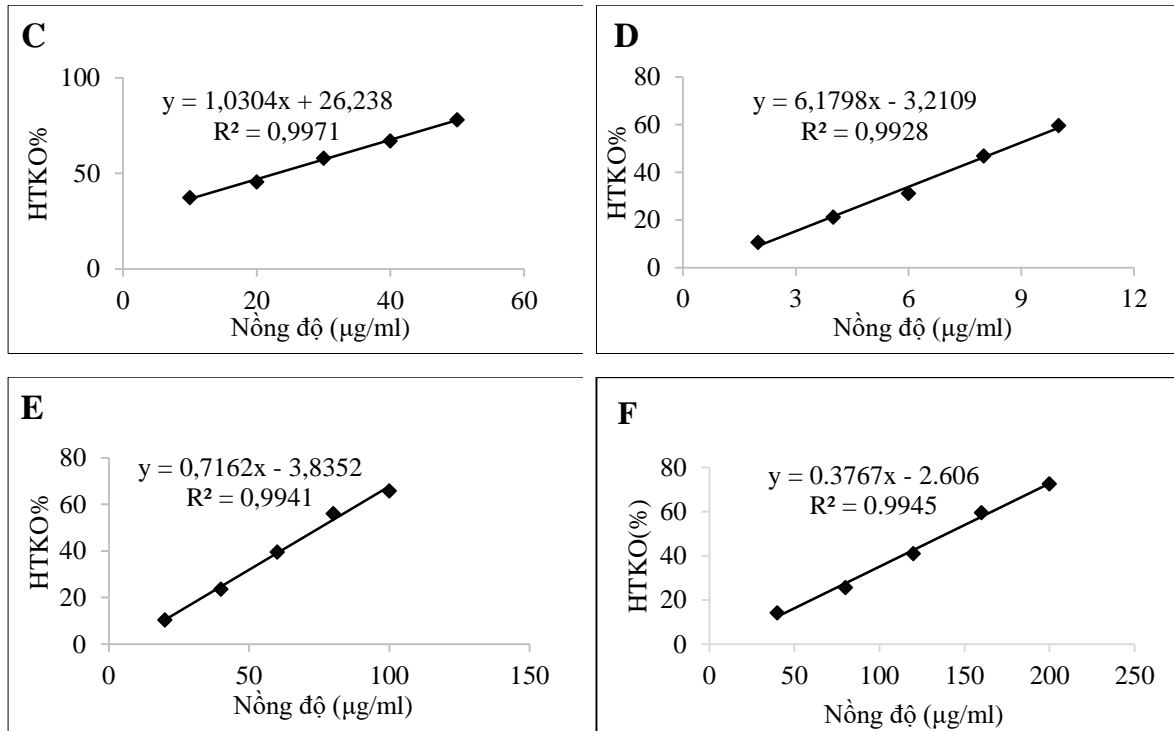 C
y = 1,0304x + 26,238
R² = 0,9971
HTKO%
100
50
0
0 20 40 60
Nồng độ (μg/ml)
D
y = 6,1798x - 3,2109
R² = 0,9928
HTKO%
80
60
40
20
0
0 3 6 9 12
Nồng độ (μg/ml)
E
y = 0,7162x - 3,8352
R² = 0,9941
HTKO%
80
60
40
20
0
0 50 100 150
Nồng độ (μg/ml)
F
y = 0.3767x - 2.606
R² = 0.9945
HTKO(%)
80
60
40
20
0
0 50 100 150 200 250
Nồng độ (μg/ml)